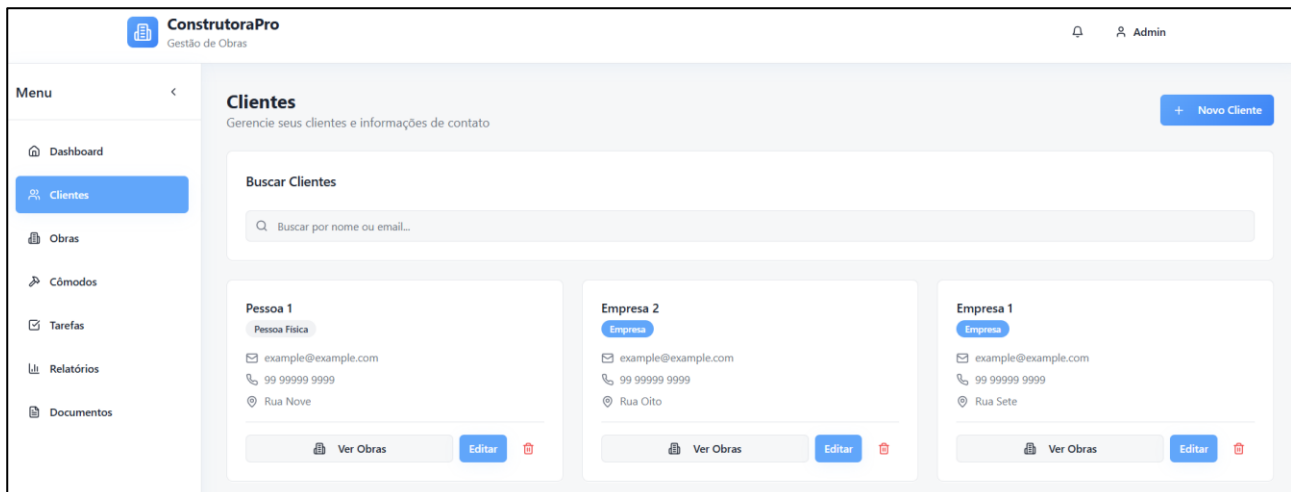 ConstrutoraPro
Gestão de Obras
Admin
Menu
Dashboard
Clientes
Obras
Cômodos
Tarefas
Relatórios
Documentos
Clientes
Gerencie seus clientes e informações de contato
+ Novo Cliente
Buscar Clientes
Buscar por nome ou email...
Pessoa 1
Pessoa Física
example@example.com
99 99999 9999
Rua Nove
Ver Obras
Editar
Empresa 2
Empresa
example@example.com
99 99999 9999
Rua Oito
Ver Obras
Editar
Empresa 1
Empresa
example@example.com
99 99999 9999
Rua Sete
Ver Obras
Editar